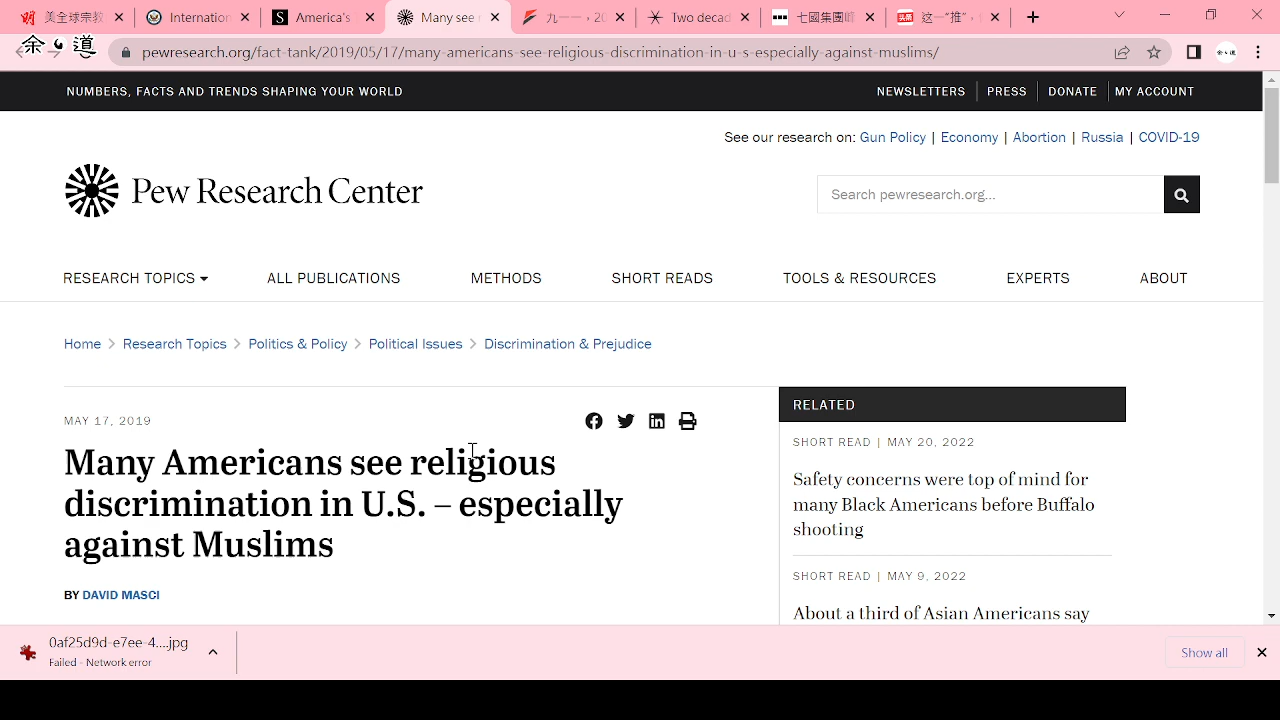 美全球宗教
Internation
America's
Many see
九一一，20
Two decad
七國集團峰
这一“推”，t
余 道
pewresearch.org/fact-tank/2019/05/17/many-americans-see-religious-discrimination-in-u-s-especially-against-muslims/
NUMBERS, FACTS AND TRENDS SHAPING YOUR WORLD
NEWSLETTERS PRESS DONATE MY ACCOUNT
See our research on: Gun Policy | Economy | Abortion | Russia | COVID-19
Pew Research Center
Search pewresearch.org...
RESEARCH TOPICS ALL PUBLICATIONS METHODS SHORT READS TOOLS & RESOURCES EXPERTS ABOUT
Home > Research Topics > Politics & Policy > Political Issues > Discrimination & Prejudice
MAY 17, 2019
Many Americans see religious
discrimination in U.S. – especially
against Muslims
BY DAVID MASCI
RELATED
SHORT READ | MAY 20, 2022
Safety concerns were top of mind for
many Black Americans before Buffalo
shooting
SHORT READ | MAY 9, 2022
About a third of Asian Americans say
0af25d9d-e7ee-4....jpg
Failed - Network error
Show all